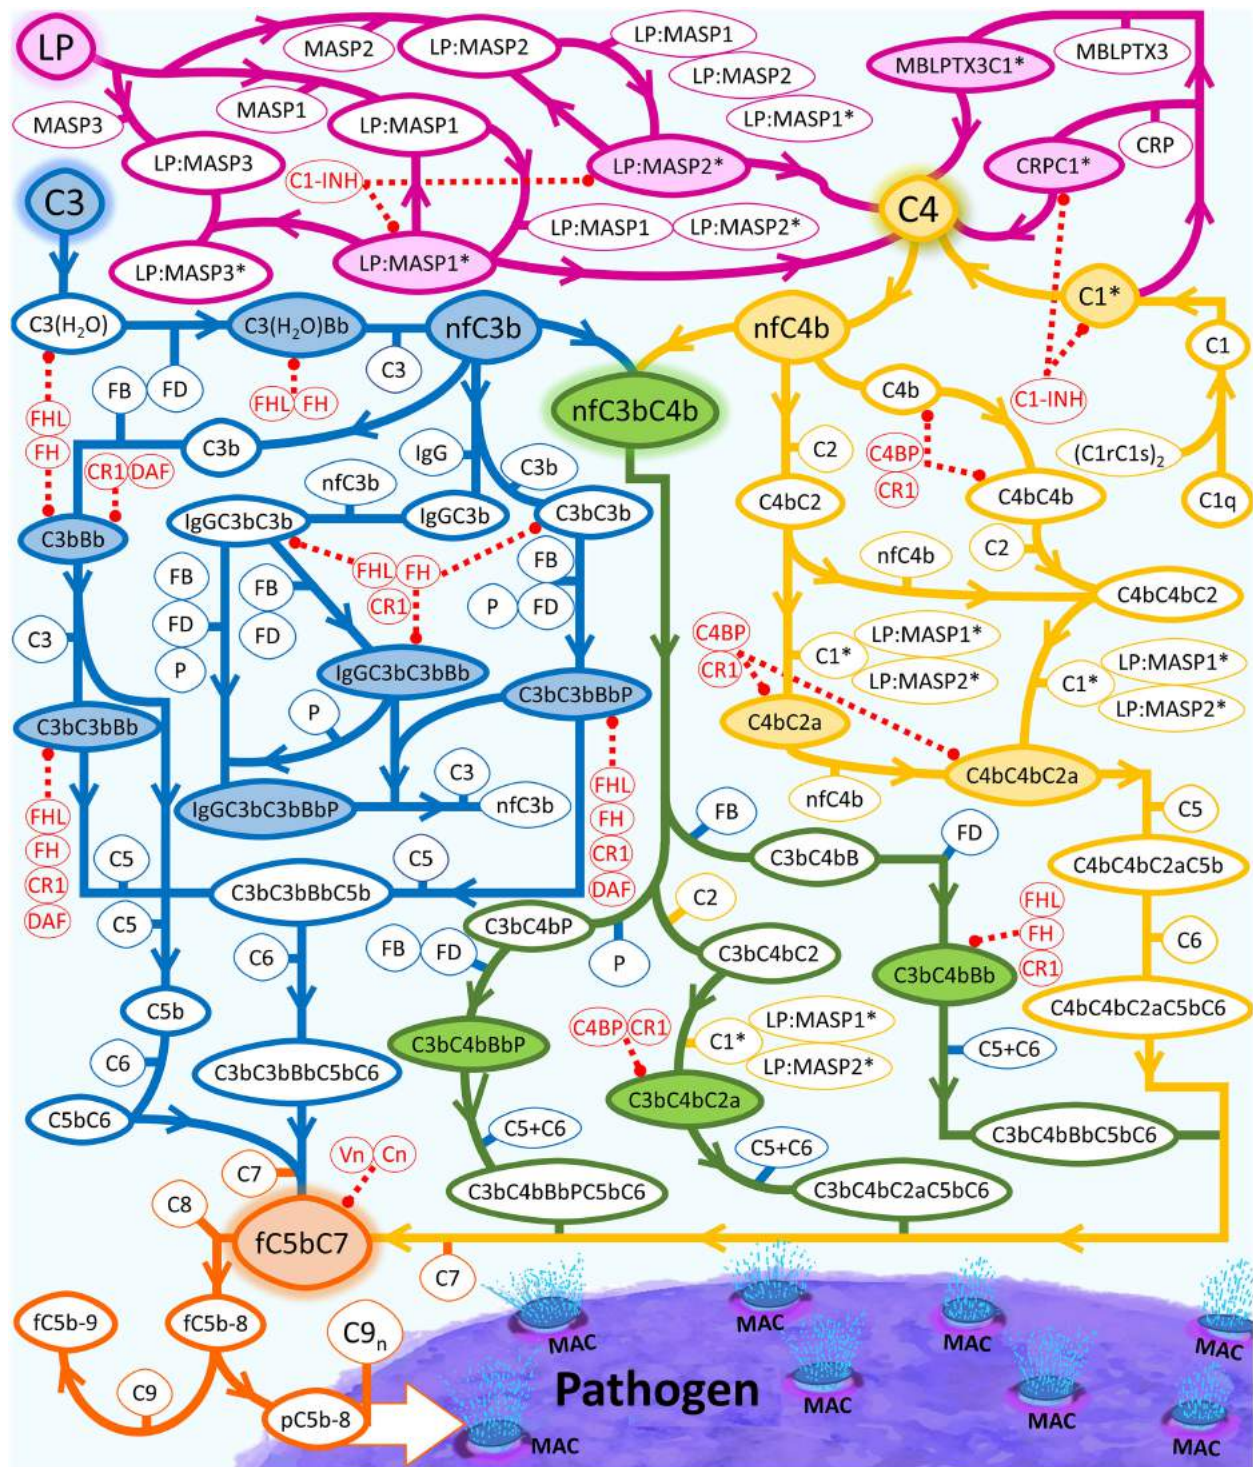 LP
MASP2
LP:MASP2
LP:MASP1
LP:MASP2
LP:MASP1*
MBLPTX3C1*
MBLPTX3
MASP3
MASP1
LP:MASP1
LP:MASP3
C1-INH
LP:MASP2*
CRPC1*
CRP
C3
C4
LP:MASP1
LP:MASP2*
LP:MASP3*
LP:MASP1*
C1*
C3(H₂O)
C3(H₂O)Bb
nfC3b
nfC4b
C1
C3
FB
FD
FHL
FH
nfC3bC4b
C4b
C1-INH
FHL
FH
C3b
IgG
C3b
C2
C4BP
CR1
(C1rC1s)₂
CR1
DAF
nfC3b
C4bC2
C4bC4b
C1q
C3bBb
IgGC3bC3b
IgGC3b
C3bC3b
nfC4b
C2
FB
FD
P
FB
FD
FHL
FH
CR1
FB
P
FD
C4bC4bC2
C3
C4BP
CR1
C1*
LP:MASP1*
LP:MASP2*
C1*
LP:MASP1*
LP:MASP2*
IgGC3bC3bBb
C3bC3bBbP
C3bC3bBb
P
C4bC2a
C4bC4bC2a
IgGC3bC3bBbP
C3
nfC3b
nfC4b
FHL
FH
CR1
DAF
FHL
FH
CR1
DAF
FB
FD
C5
C5
C5
C5
C3bC3bBbC5b
C3bC4bB
C4bC4bC2aC5b
C3bC4bP
C2
FHL
FH
CR1
C6
FB
FD
P
C3bC4bC2
C6
C3bC4bBb
C5b
C4bC4bC2aC5bC6
C6
C3bC4bBbP
C4BP
CR1
C1*
LP:MASP1*
LP:MASP2*
C5+C6
C3bC3bBbC5bC6
C3bC4bC2a
C5bC6
C5+C6
C5+C6
C3bC4bBbC5bC6
Vn
Cn
C7
C3bC4bBbPC5bC6
C3bC4bC2aC5bC6
C8
fC5bC7
C7
fC5b-9
fC5b-8
C9ₙ
C9
pC5b-8
Pathogen
MAC
MAC
MAC
MAC
MAC
MAC
MAC
MAC